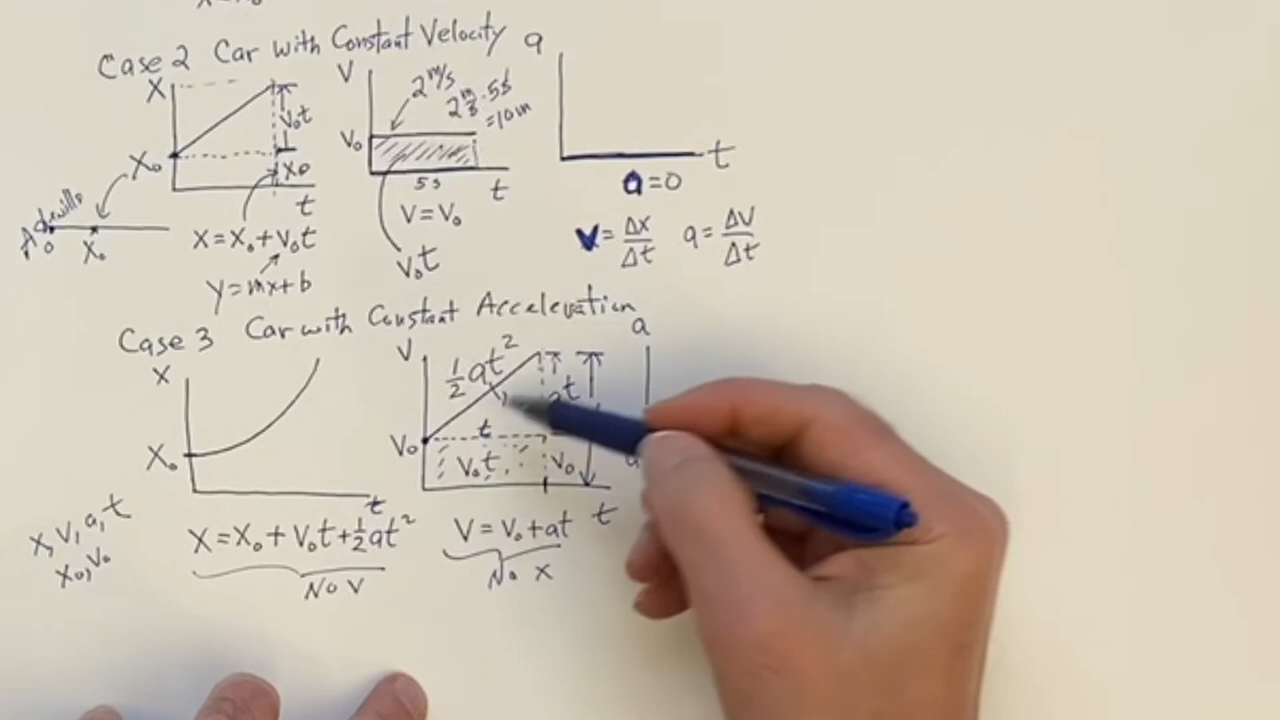 Case 2 Car with Constant Velocity
X
V
a
2 m/s
2 m/s · 5s
=10m
V₀t
V₀
X₀
X₀
5s
t
t
t
a=0
0
X₀
X=X₀+V₀t
V=V₀
V=Δx/Δt
a=ΔV/Δt
V₀t
y=mx+b
Case 3 Car with Constant Acceleration
X
V
a
½at²
t
V₀
t
X₀
V₀t
V₀
t
t
X, V, a, t
X₀, V₀
X=X₀+V₀t+½at²
V=V₀+at
No V
No X